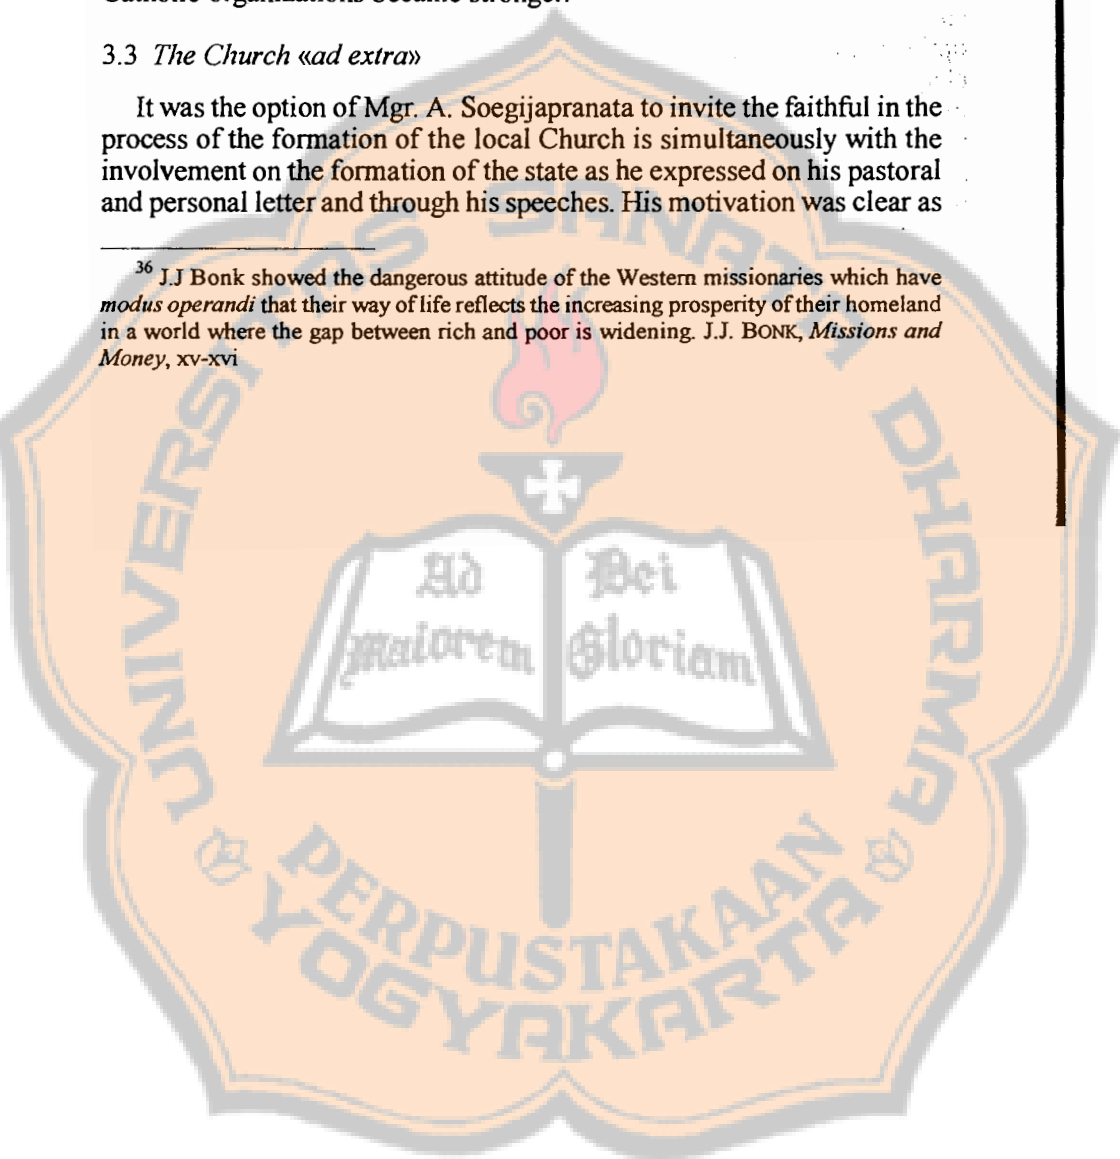 Catholic organizations became stronger.
3.3 The Church «ad extra»
It was the option of Mgr. A. Soegijapranata to invite the faithful in the
process of the formation of the local Church is simultaneously with the
involvement on the formation of the state as he expressed on his pastoral
and personal letter and through his speeches. His motivation was clear as
36 J.J Bonk showed the dangerous attitude of the Western missionaries which have
modus operandi that their way of life reflects the increasing prosperity of their homeland
in a world where the gap between rich and poor is widening. J.J. BONK, Missions and
Money, xv-xvi
UNIVERSITAS SANATA DHARMA
Ad Dei
maiorem Gloriam
PERPUSTAKAAN
YOGYAKARTA